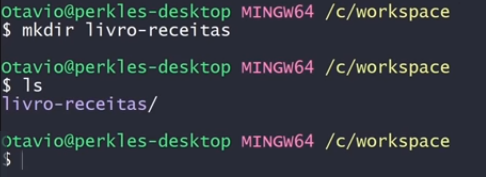 Otavio@perkles-desktop MINGW64 /c/workspace
$ mkdir livro-receitas
Otavio@perkles-desktop MINGW64 /c/workspace
$ ls
livro-receitas/
Otavio@perkles-desktop MINGW64 /c/workspace
$